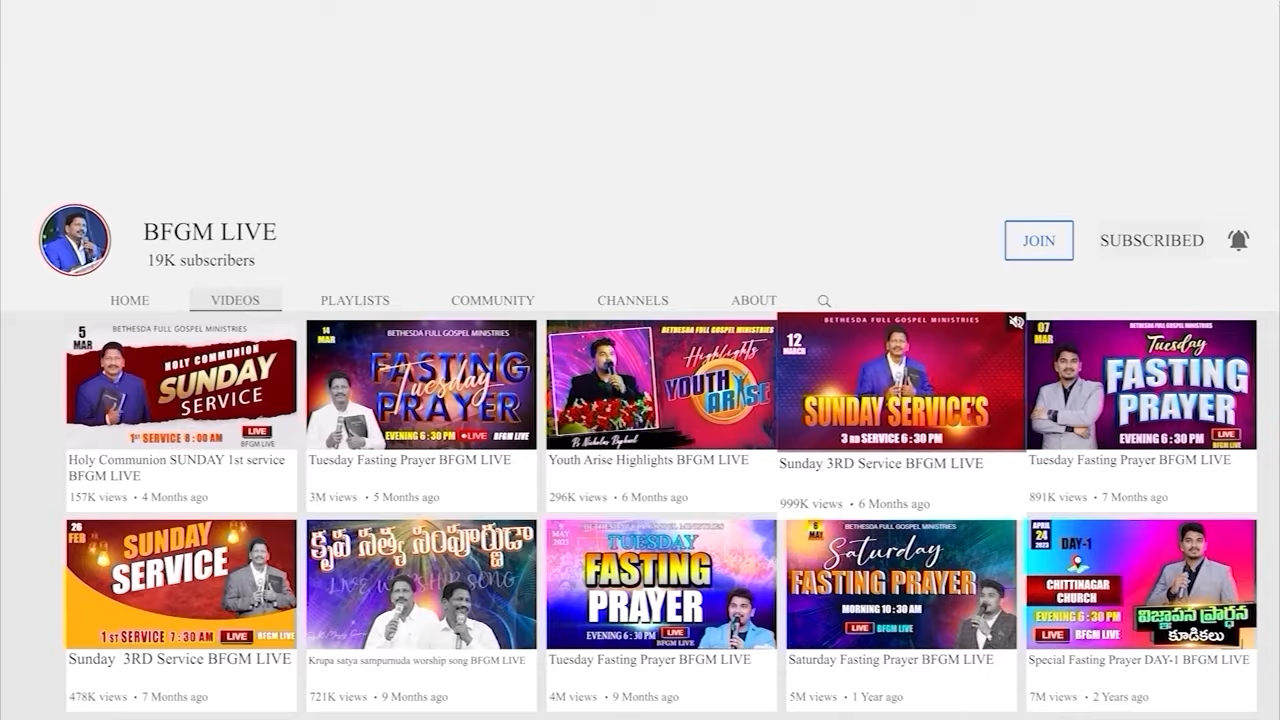 BFGM LIVE
19K subscribers
JOIN
SUBSCRIBED
HOME
VIDEOS
PLAYLISTS
COMMUNITY
CHANNELS
ABOUT
5
MAR
BETHESDA FULL GOSPEL MINISTRIES
HOLY COMMUNION
SUNDAY
SERVICE
1ST SERVICE 8 : 00 AM
LIVE
BFGM LIVE
Holy Communion SUNDAY 1st service
BFGM LIVE
157K views • 4 Months ago
14
MAR
BETHESDA FULL GOSPEL MINISTRIES
FASTING
Tuesday
PRAYER
EVENING 6 : 30 PM
LIVE
BFGM LIVE
Tuesday Fasting Prayer BFGM LIVE
3M views • 5 Months ago
BETHESDA FULL GOSPEL MINISTRIES
Highlights
YOUTH
ARISE
Ps Nicholas Raphael
Youth Arise Highlights BFGM LIVE
296K views • 6 Months ago
BETHESDA FULL GOSPEL MINISTRIES
12
MARCH
SUNDAY SERVICE'S
3 RD SERVICE 6 : 30 PM
Sunday 3RD Service BFGM LIVE
999K views • 6 Months ago
07
MAR
BETHESDA FULL GOSPEL MINISTRIES
Tuesday
FASTING
PRAYER
EVENING 6 : 30 PM
LIVE
BFGM LIVE
Tuesday Fasting Prayer BFGM LIVE
891K views • 7 Months ago
26
FEB
SUNDAY
SERVICE
1 ST SERVICE 7 : 30 AM
LIVE
BFGM LIVE
Sunday 3RD Service BFGM LIVE
478K views • 7 Months ago
కృప సత్య సంపూర్ణుడా
LIVE WORSHIP SONG
Krupa satya sampurnuda worship song BFGM LIVE
721K views • 9 Months ago
9
MAY
2023
BETHESDA FULL GOSPEL MINISTRIES
TUESDAY
FASTING
PRAYER
EVENING 6 : 30 PM
LIVE
BFGM LIVE
Tuesday Fasting Prayer BFGM LIVE
4M views • 9 Months ago
6
MAY
BETHESDA FULL GOSPEL MINISTRIES
Saturday
FASTING PRAYER
MORNING 10 : 30 AM
LIVE
BFGM LIVE
Saturday Fasting Prayer BFGM LIVE
5M views • 1 Year ago
APRIL
24
2023
DAY-1
CHITTINAGAR
CHURCH
EVENING 6 : 30 PM
LIVE
BFGM LIVE
విజ్ఞాపన ప్రార్థన
కూడికలు
Special Fasting Prayer DAY-1 BFGM LIVE
7M views • 2 Years ago